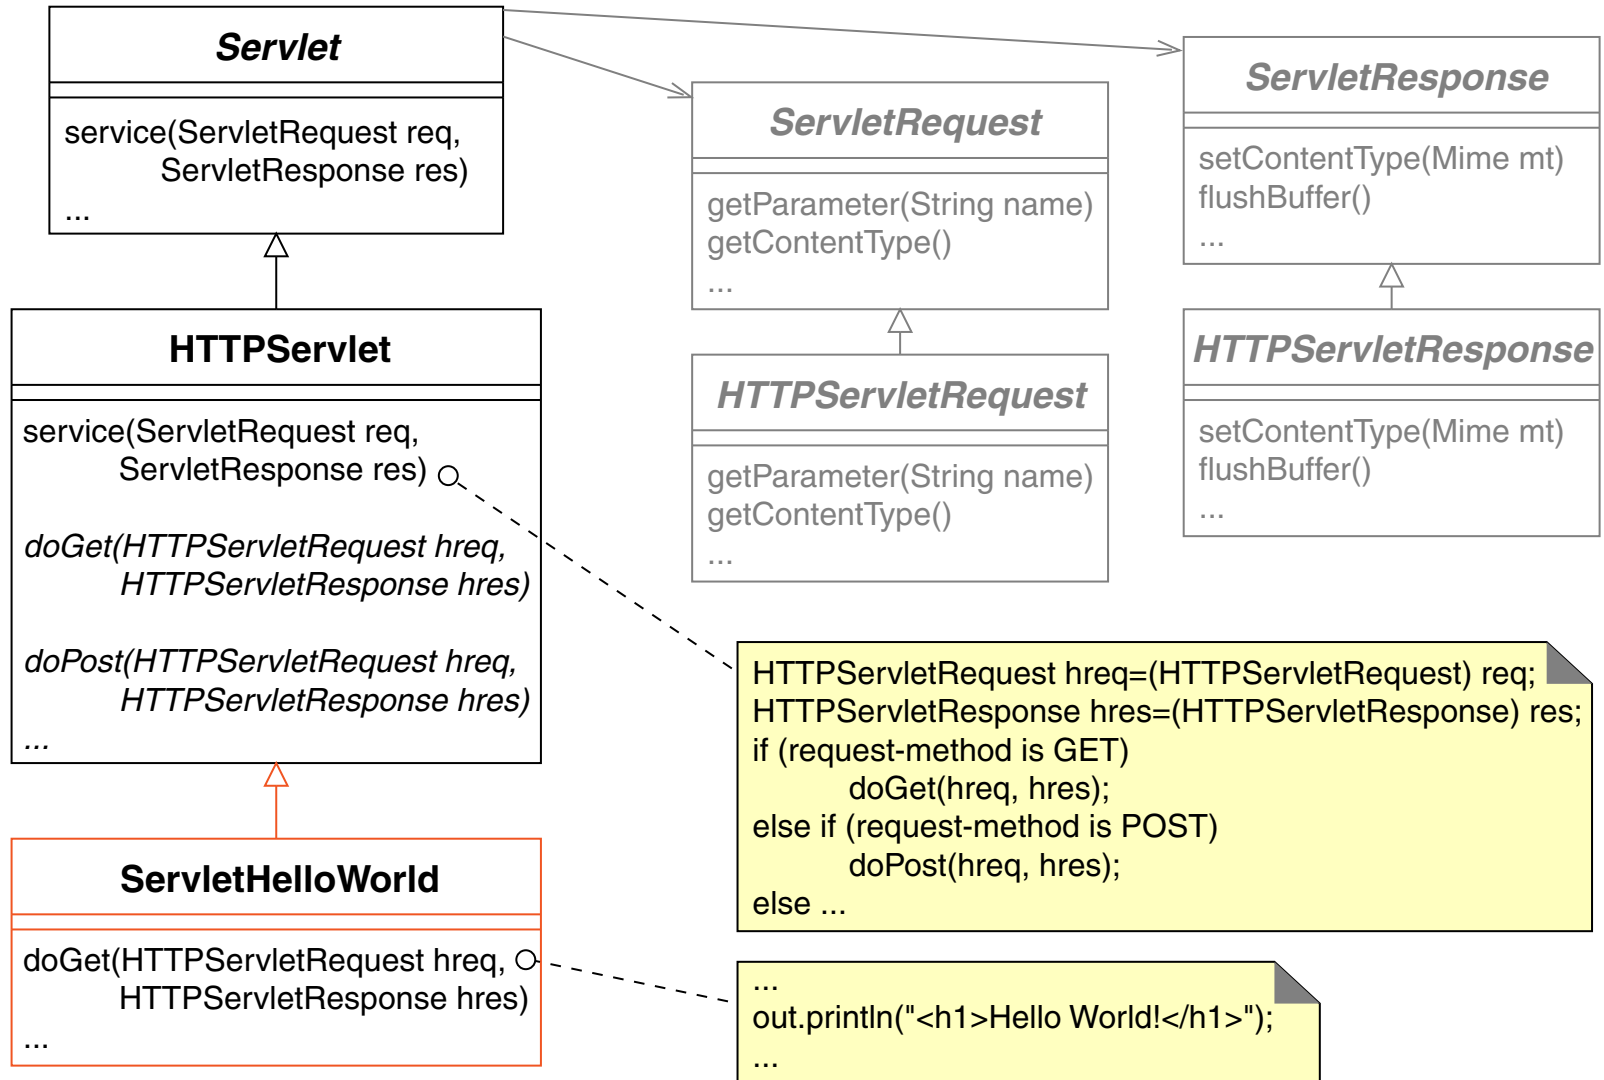 Servlet
service(ServletRequest req,
ServletResponse res)
...
ServletRequest
getParameter(String name)
getContentType()
...
ServletResponse
setContentType(Mime mt)
flushBuffer()
...
HTTPServlet
service(ServletRequest req,
ServletResponse res)
doGet(HTTPServletRequest hreq,
HTTPServletResponse hres)
doPost(HTTPServletRequest hreq,
HTTPServletResponse hres)
...
HTTPServletRequest
getParameter(String name)
getContentType()
...
HTTPServletResponse
setContentType(Mime mt)
flushBuffer()
...
HTTPServletRequest hreq=(HTTPServletRequest) req;
HTTPServletResponse hres=(HTTPServletResponse) res;
if (request-method is GET)
doGet(hreq, hres);
else if (request-method is POST)
doPost(hreq, hres);
else ...
ServletHelloWorld
doGet(HTTPServletRequest hreq,
HTTPServletResponse hres)
...
...
out.println("<h1>Hello World!</h1>");
...